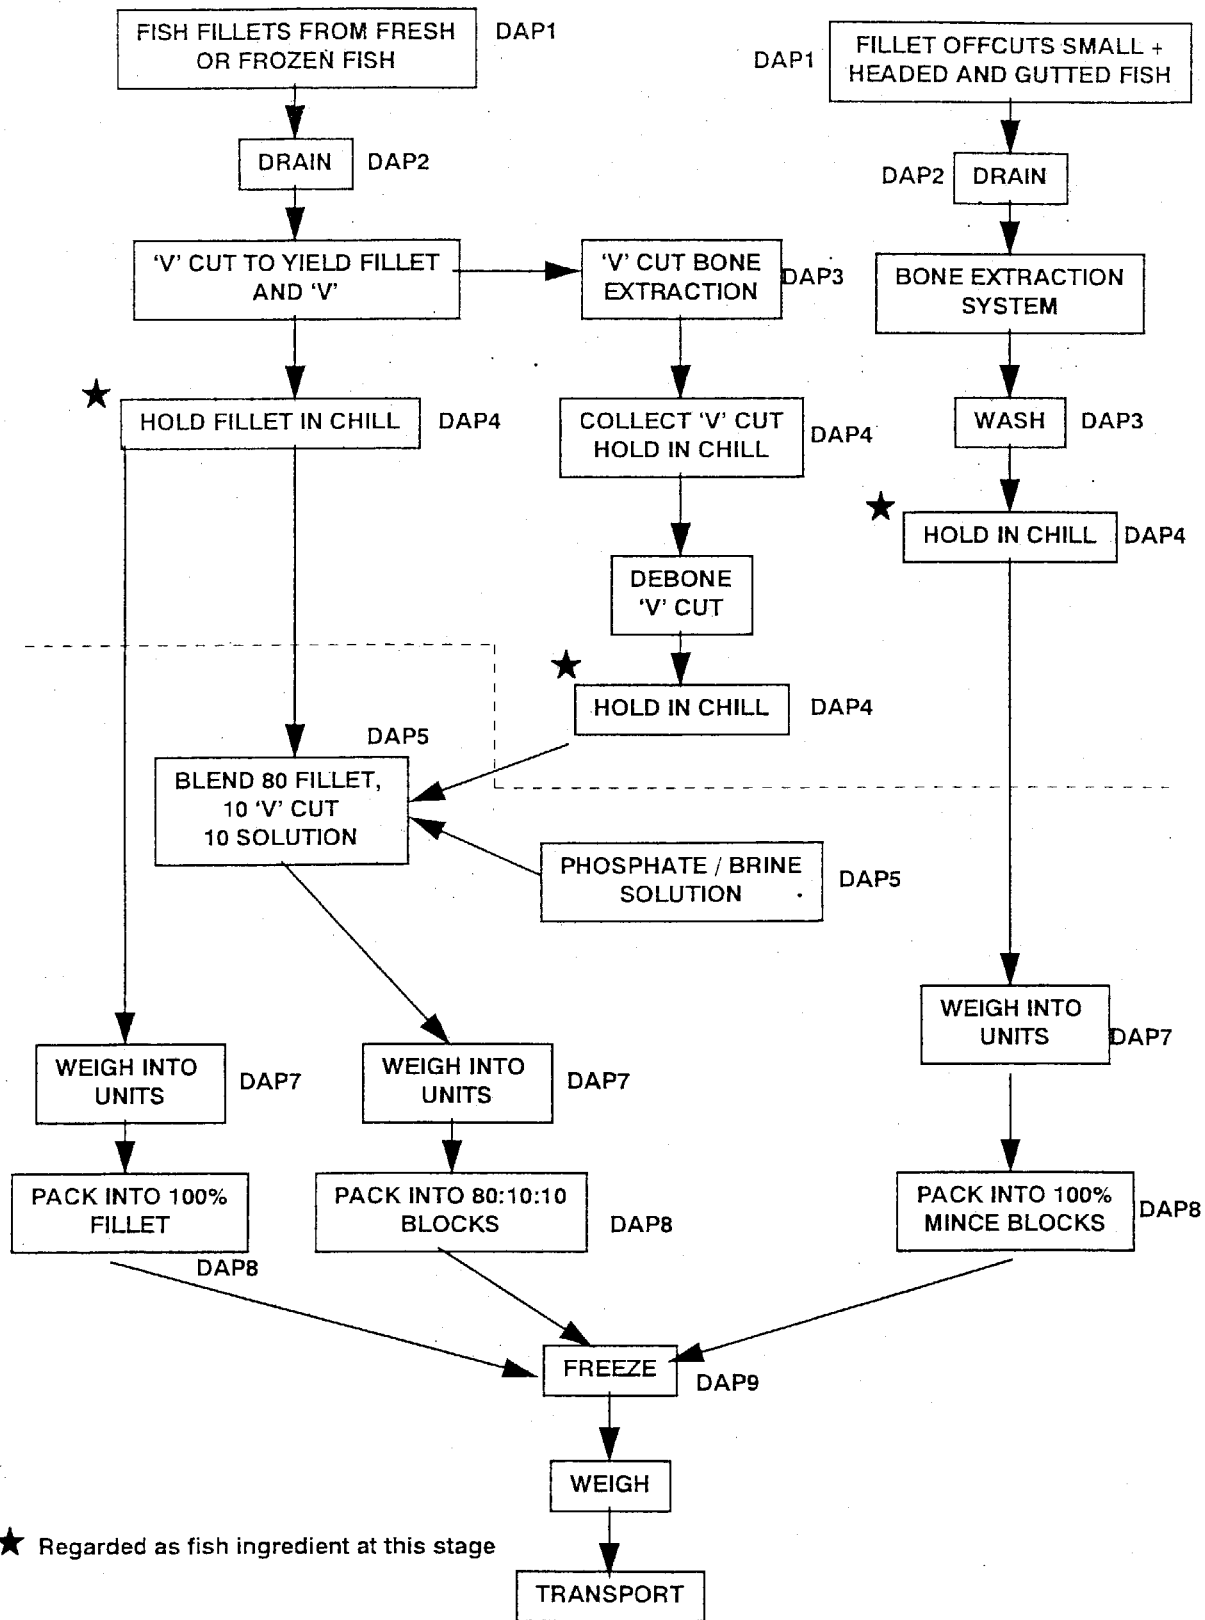 FISH FILLETS FROM FRESH
OR FROZEN FISH
DAP1
DAP1
FILLET OFFCUTS SMALL +
HEADED AND GUTTED FISH
DRAIN
DAP2
DAP2
DRAIN
'V' CUT TO YIELD FILLET
AND 'V'
'V' CUT BONE
EXTRACTION
DAP3
BONE EXTRACTION
SYSTEM
★
HOLD FILLET IN CHILL
DAP4
COLLECT 'V' CUT
HOLD IN CHILL
DAP4
WASH
DAP3
★
HOLD IN CHILL
DAP4
DEBONE
'V' CUT
★
HOLD IN CHILL
DAP4
DAP5
BLEND 80 FILLET,
10 'V' CUT
10 SOLUTION
PHOSPHATE / BRINE
SOLUTION
DAP5
WEIGH INTO
UNITS
DAP7
WEIGH INTO
UNITS
DAP7
WEIGH INTO
UNITS
DAP7
PACK INTO 100%
FILLET
DAP8
PACK INTO 80:10:10
BLOCKS
DAP8
PACK INTO 100%
MINCE BLOCKS
DAP8
FREEZE
DAP9
WEIGH
★ Regarded as fish ingredient at this stage
TRANSPORT